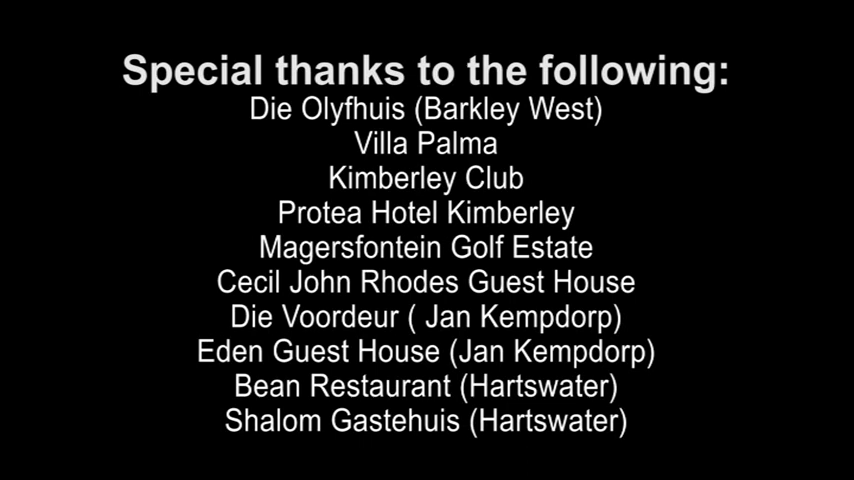 Special thanks to the following:
Die Olyfhuis (Barkley West)
Villa Palma
Kimberley Club
Protea Hotel Kimberley
Magersfontein Golf Estate
Cecil John Rhodes Guest House
Die Voordeur ( Jan Kempdorp)
Eden Guest House (Jan Kempdorp)
Bean Restaurant (Hartswater)
Shalom Gastehuis (Hartswater)